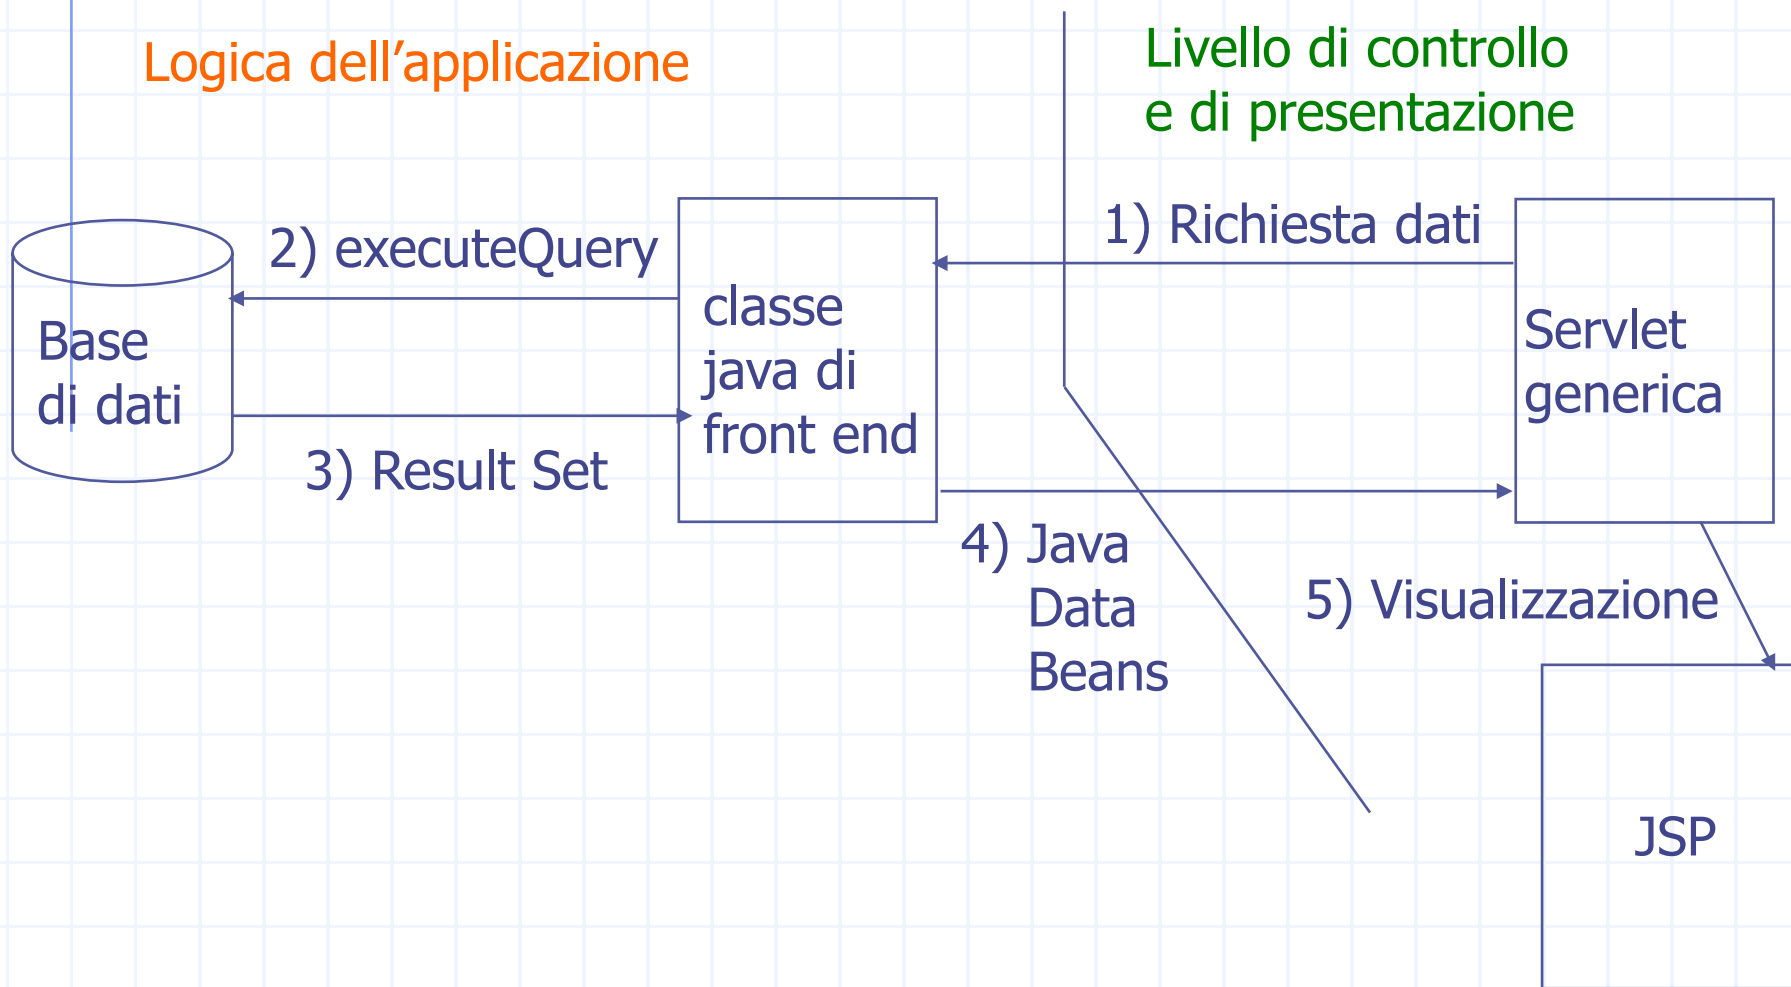 Logica dell’applicazione
Livello di controllo
e di presentazione
1) Richiesta dati
2) executeQuery
Base
di dati
classe
java di
front end
Servlet
generica
3) Result Set
4) Java
Data
Beans
5) Visualizzazione
JSP